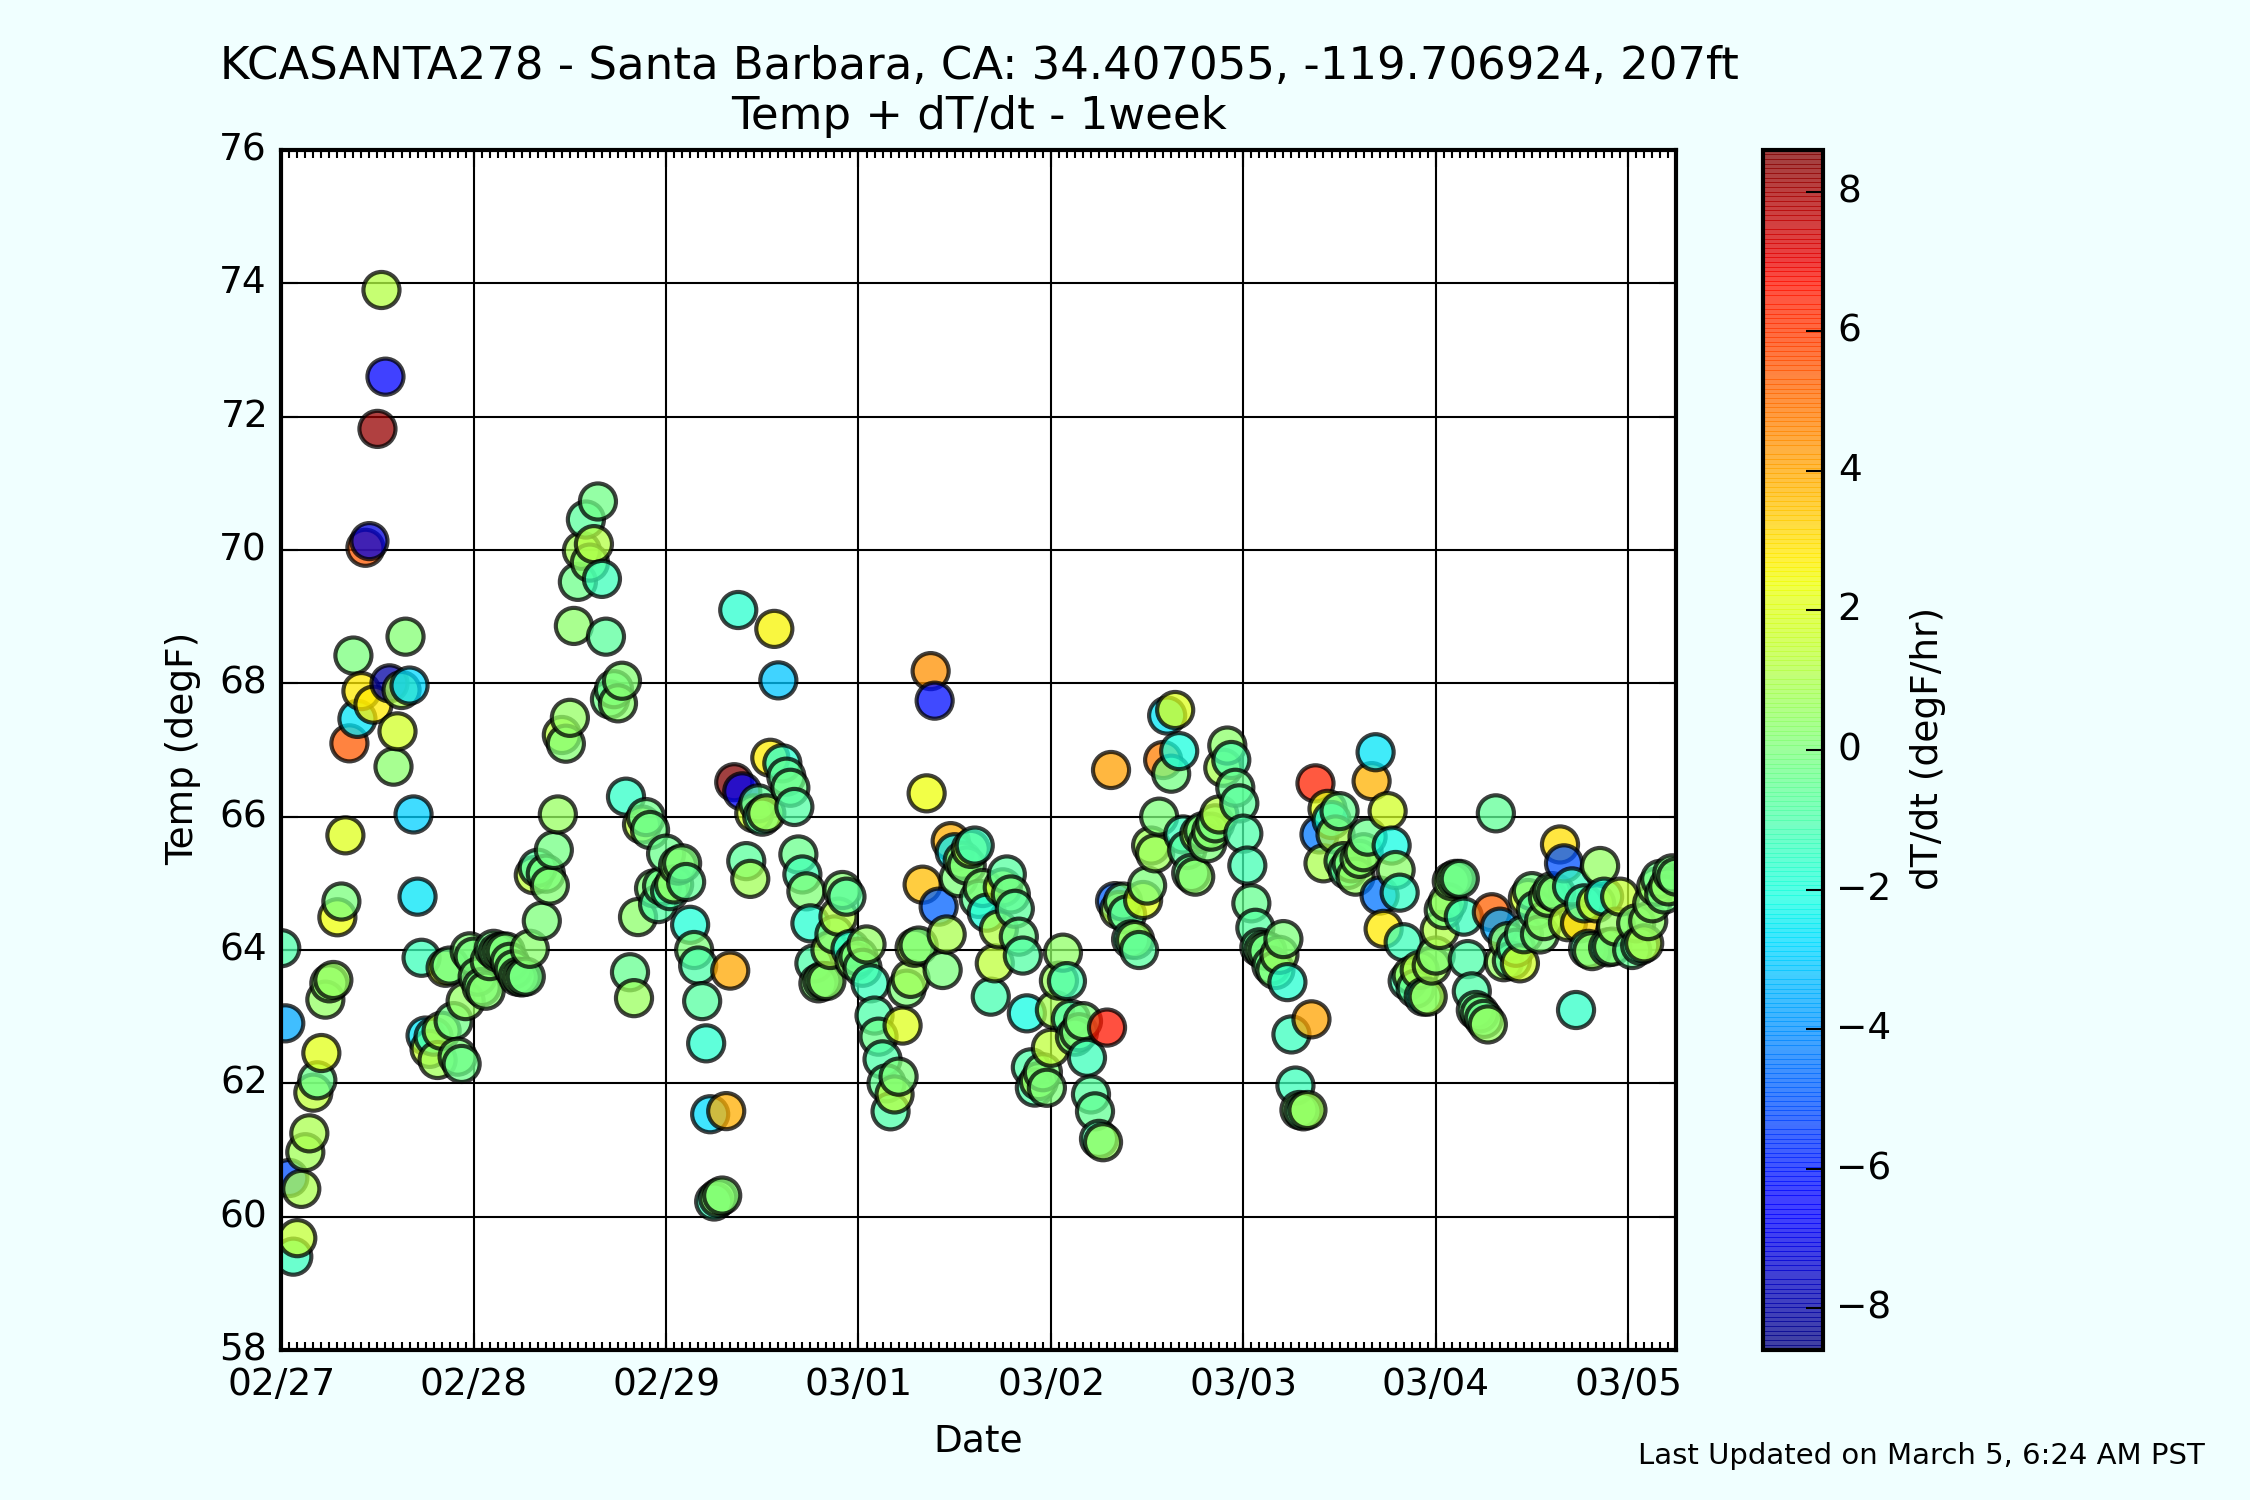 KCASANTA278 - Santa Barbara, CA: 34.407055, -119.706924, 207ft
Temp + dT/dt - 1week
76
74
72
70
68
66
64
62
60
58
Temp (degF)
02/27 02/28 02/29 03/01 03/02 03/03 03/04 03/05
Date
8
6
4
2
0
−2
−4
−6
−8
dT/dt (degF/hr)
Last Updated on March 5, 6:24 AM PST